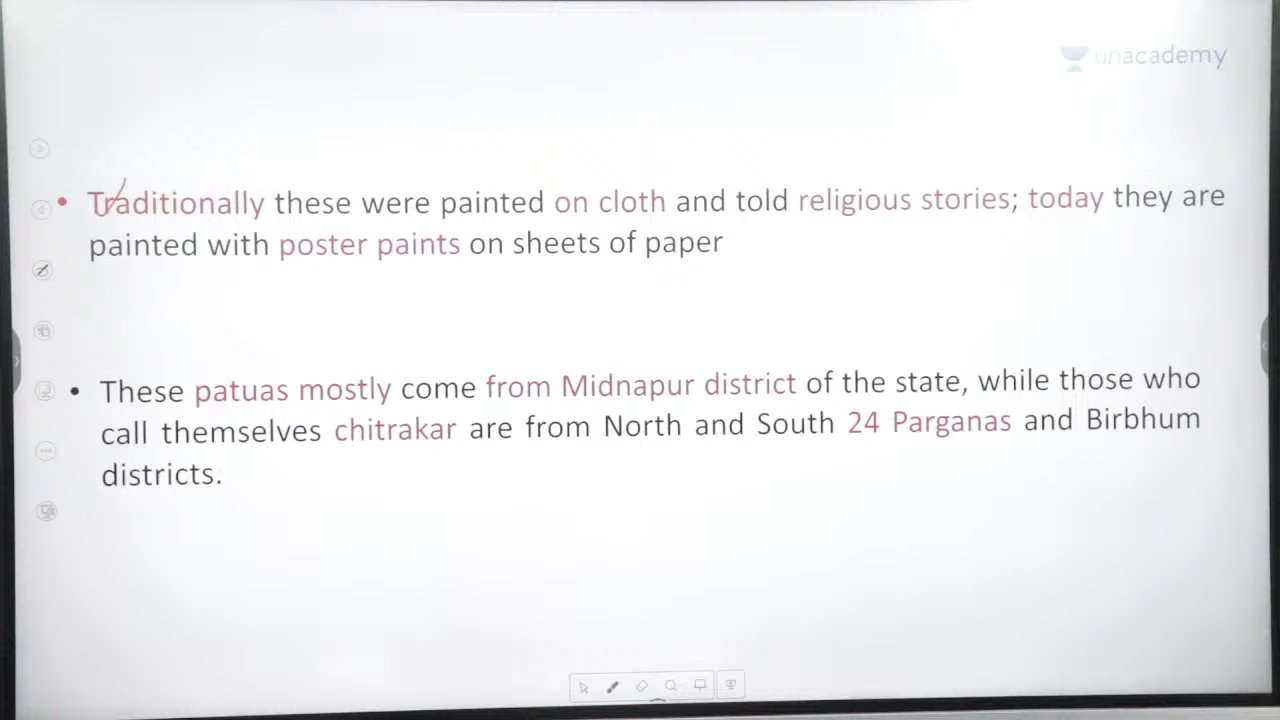 unacademy
• Traditionally these were painted on cloth and told religious stories; today they are
painted with poster paints on sheets of paper
• These patuas mostly come from Midnapur district of the state, while those who
call themselves chitrakar are from North and South 24 Parganas and Birbhum
districts.